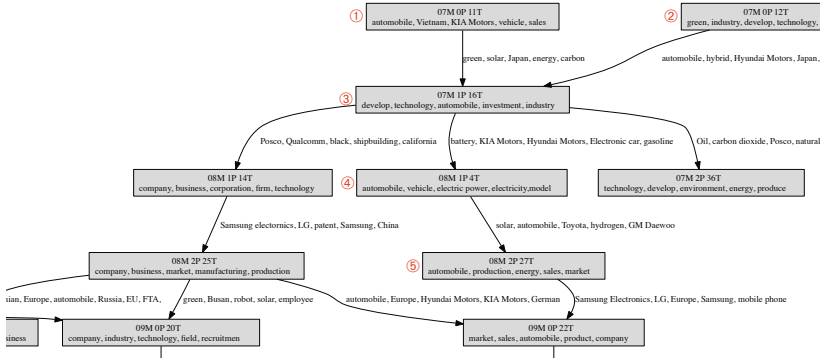 ① 07M 0P 11T
automobile, Vietnam, KIA Motors, vehicle, sales
② 07M 0P 12T
green, industry, develop, technology,
green, solar, Japan, energy, carbon
automobile, hybrid, Hyundai Motors, Japan,
③ 07M 1P 16T
develop, technology, automobile, investment, industry
Posco, Qualcomm, black, shipbuilding, california
battery, KIA Motors, Hyundai Motors, Electronic car, gasoline
Oil, carbon dioxide, Posco, natural
08M 1P 14T
company, business, corporation, firm, technology
④ 08M 1P 4T
automobile, vehicle, electric power, electricity,model
07M 2P 36T
technology, develop, environment, energy, produce
Samsung electornics, LG, patent, Samsung, China
solar, automobile, Toyota, hydrogen, GM Daewoo
08M 2P 25T
company, business, market, manufacturing, production
⑤ 08M 2P 27T
automobile, production, energy, sales, market
Europe, automobile, Russia, EU, FTA,
green, Busan, robot, solar, employee
automobile, Europe, Hyundai Motors, KIA Motors, German
Samsung Electronics, LG, Europe, Samsung, mobile phone
09M 0P 20T
company, industry, technology, field, recruitmen
09M 0P 22T
market, sales, automobile, product, company